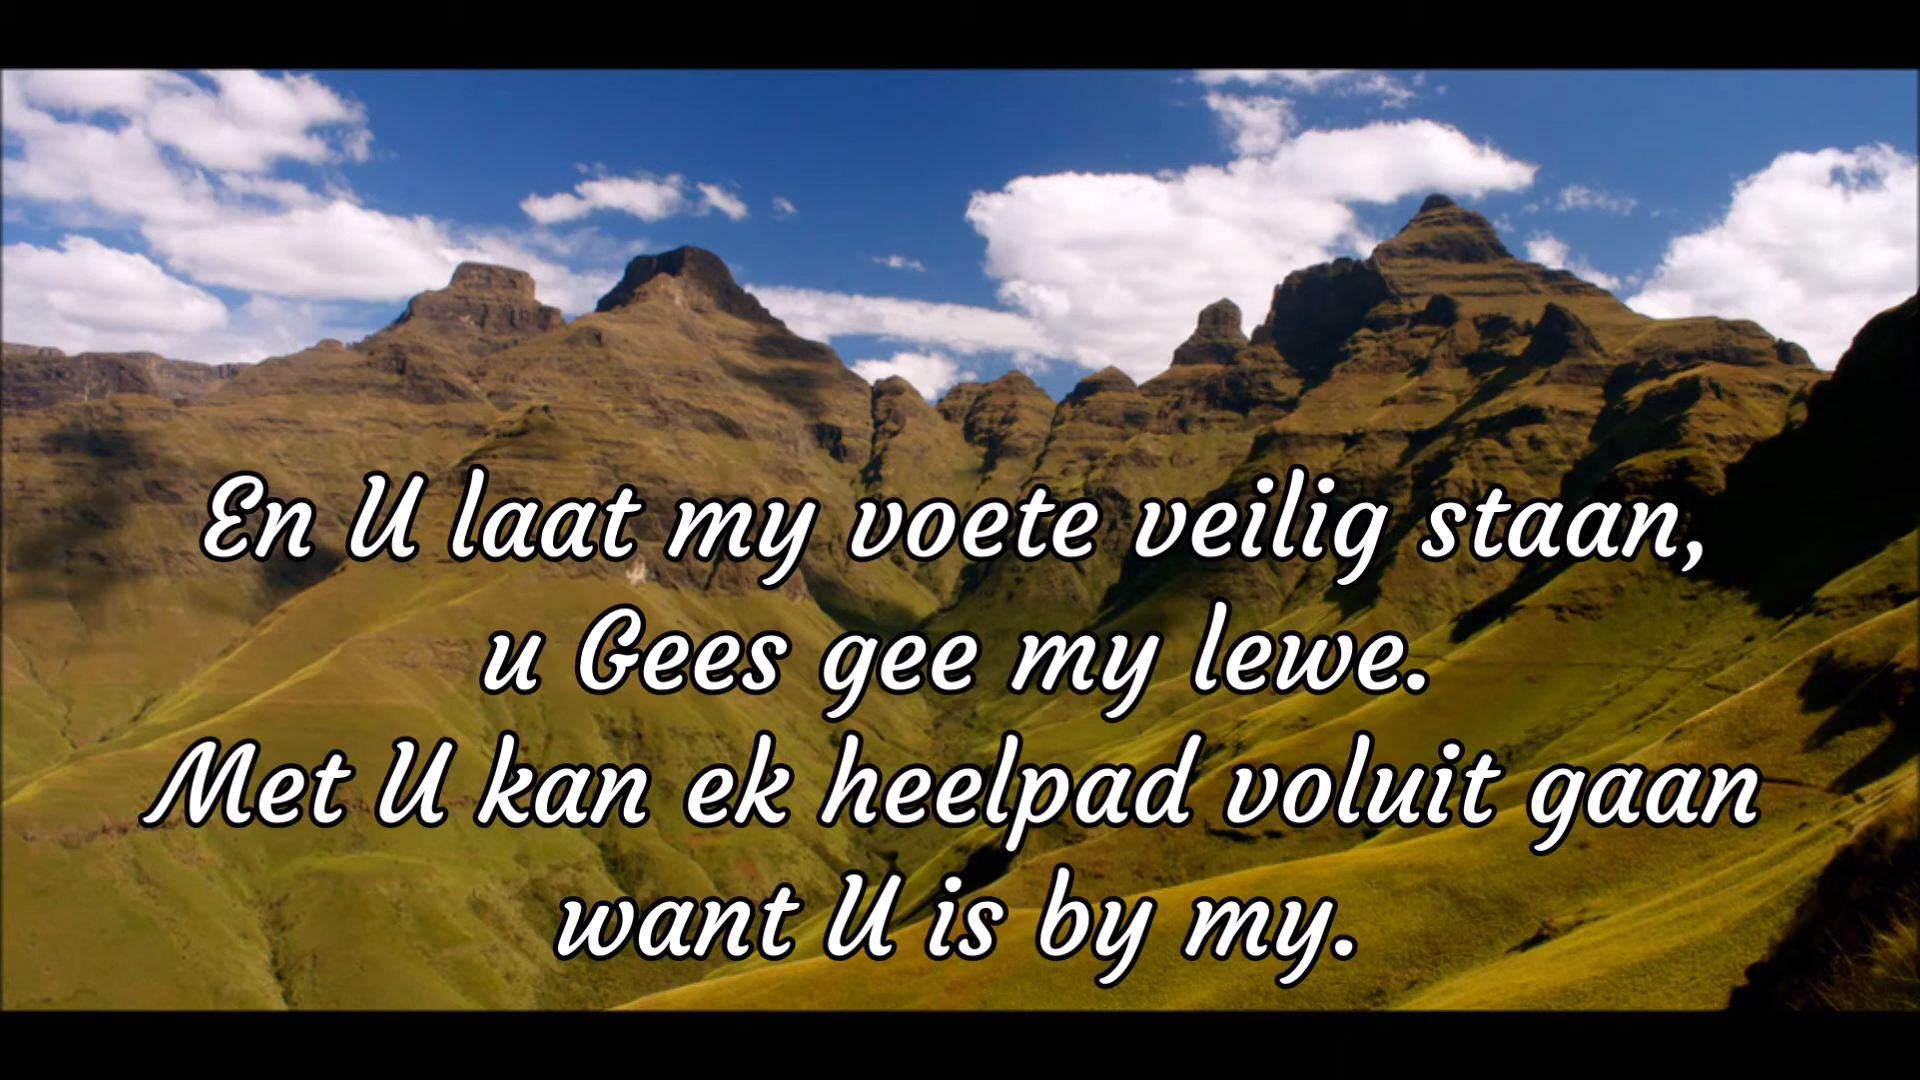 En U laat my voete veilig staan,
u Gees gee my lewe.
Met U kan ek heelpad voluit gaan
want U is by my.